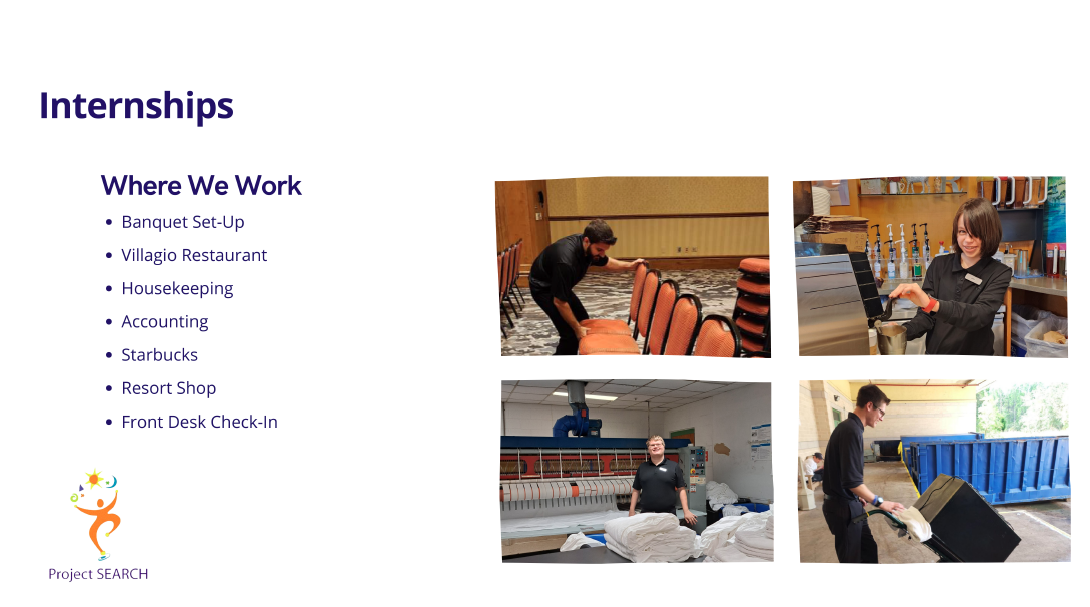 Internships
Where We Work
Banquet Set-Up
Villagio Restaurant
Housekeeping
Accounting
Starbucks
Resort Shop
Front Desk Check-In
Project SEARCH